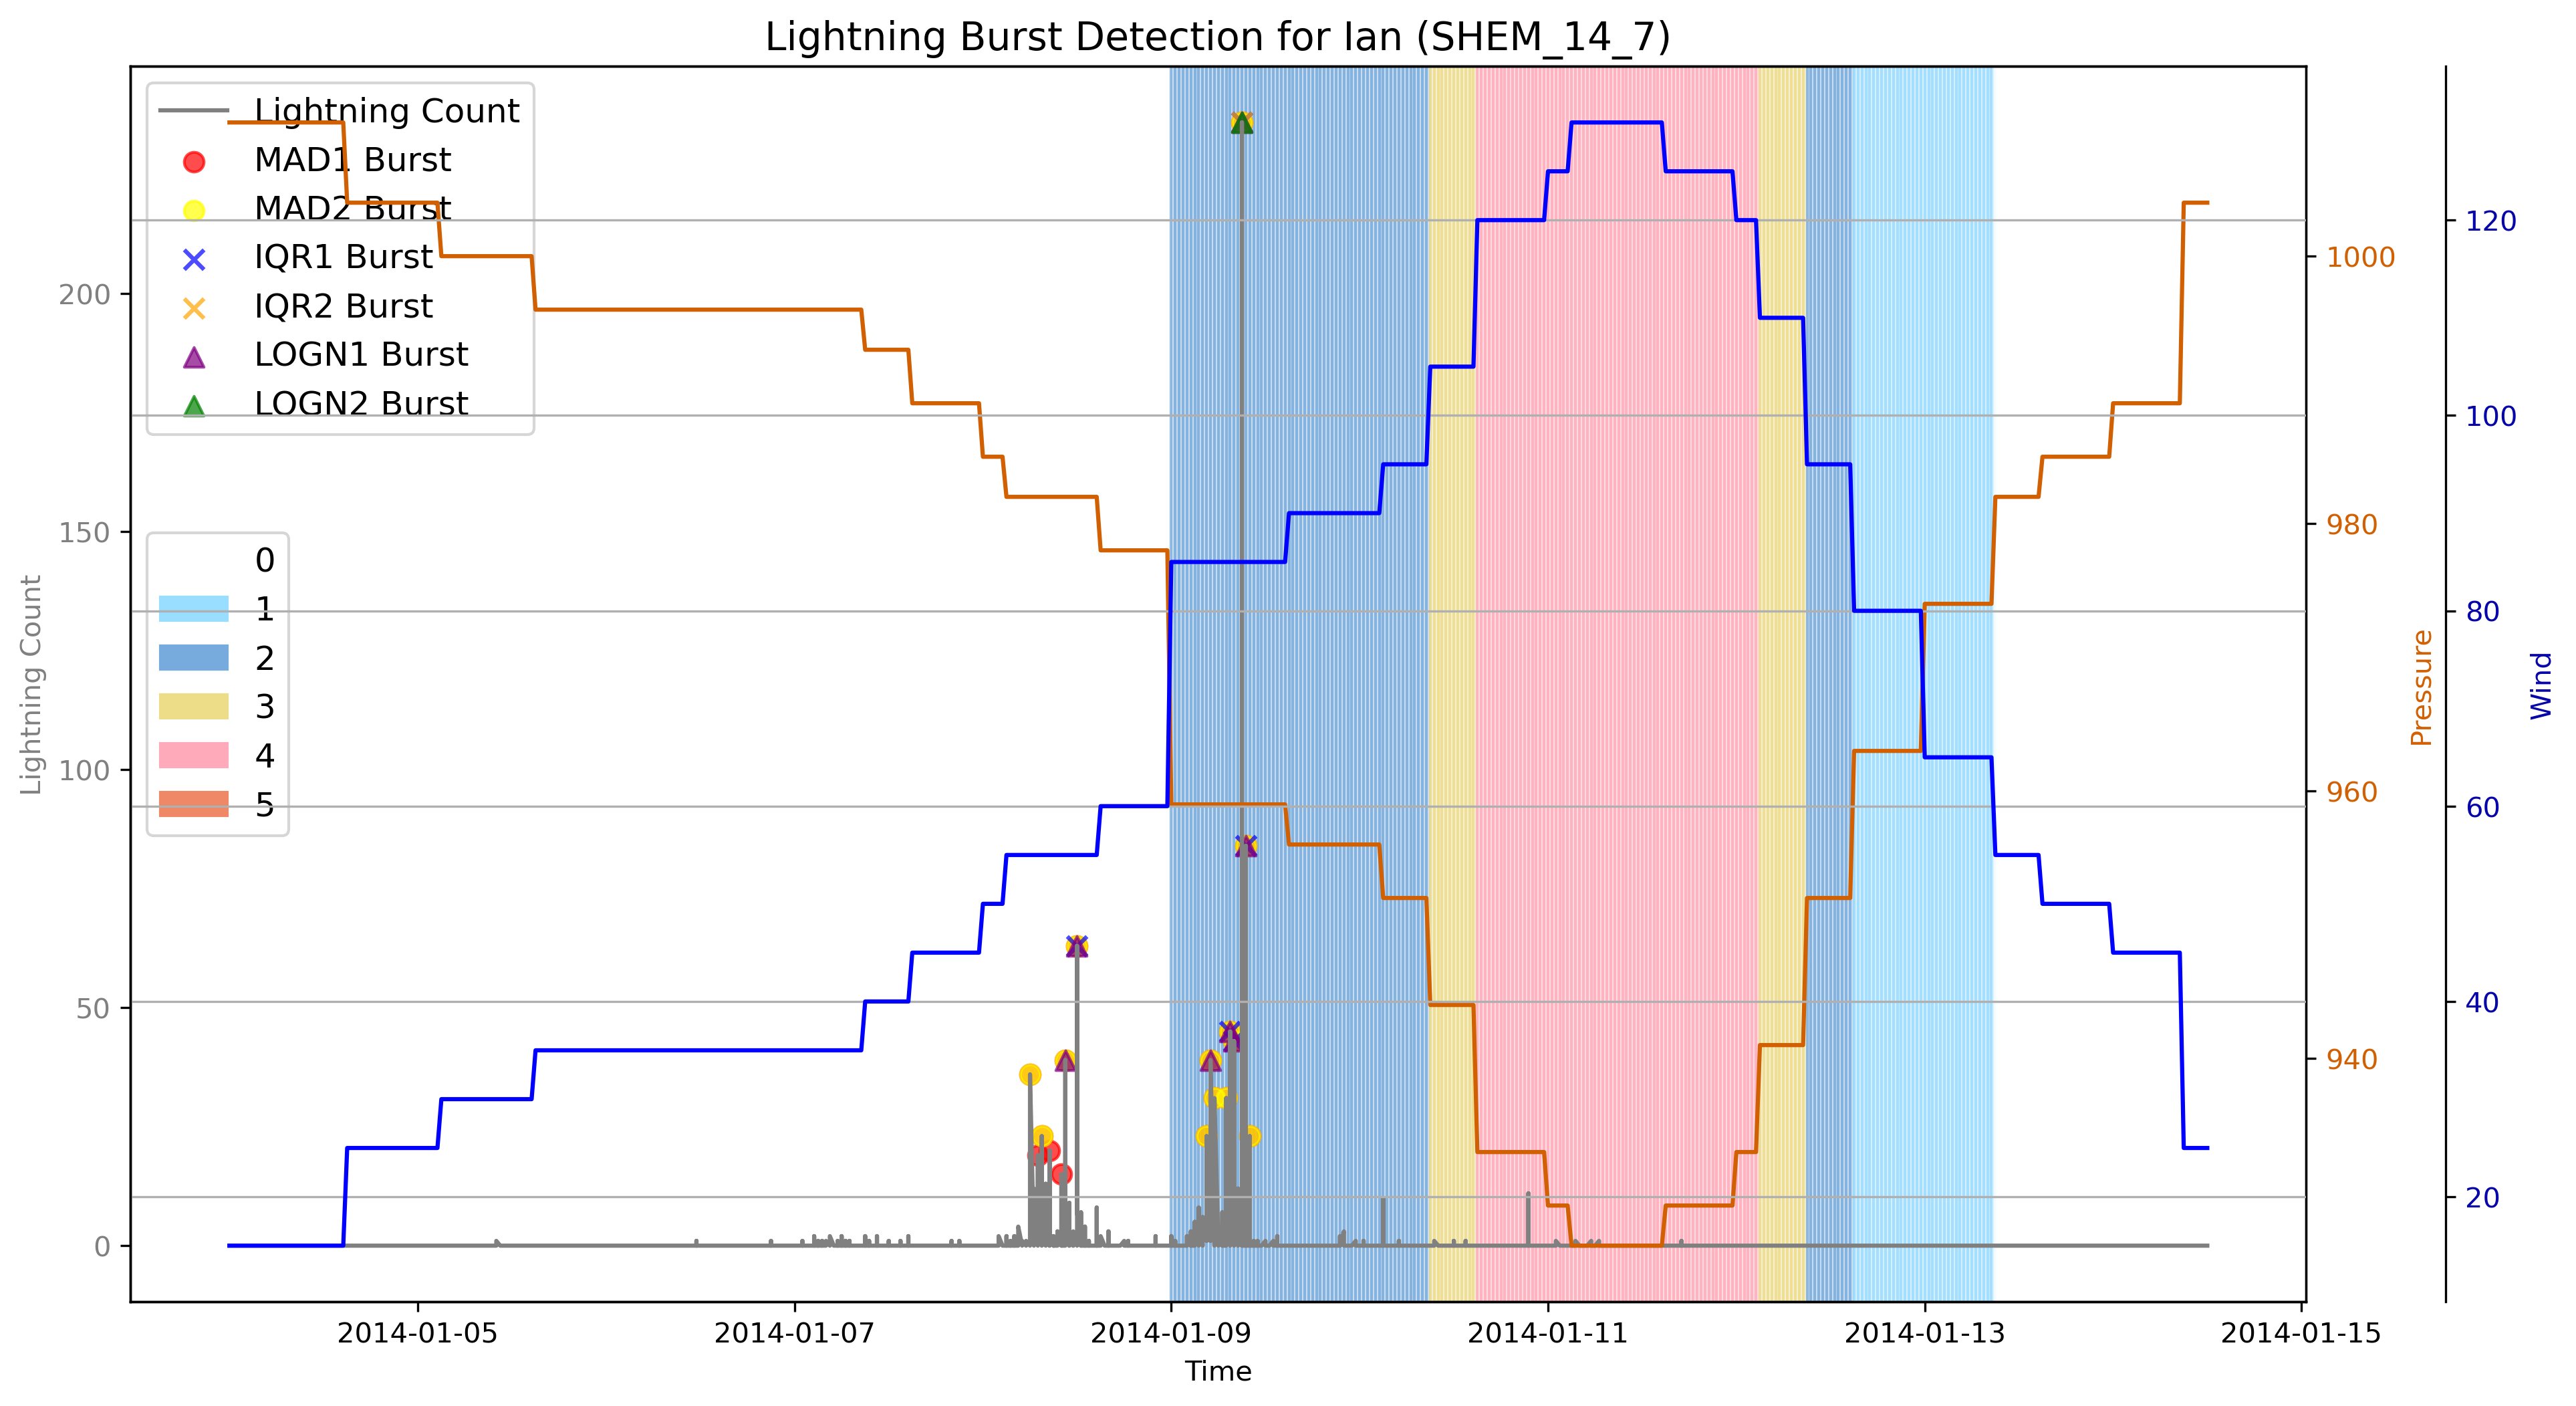 Lightning Burst Detection for Ian (SHEM_14_7)
Lightning Count
MAD1 Burst
MAD2 Burst
IQR1 Burst
IQR2 Burst
LOGN1 Burst
LOGN2 Burst
0
1
2
3
4
5
Lightning Count
200
150
100
50
0
1000
980
960
940
Pressure
120
100
80
60
40
20
Wind
2014-01-05
2014-01-07
2014-01-09
2014-01-11
2014-01-13
2014-01-15
Time